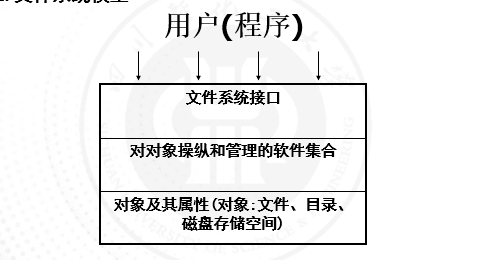 用户(程序)
文件系统接口
对对象操纵和管理的软件集合
对象及其属性(对象:文件、目录、
磁盘存储空间)